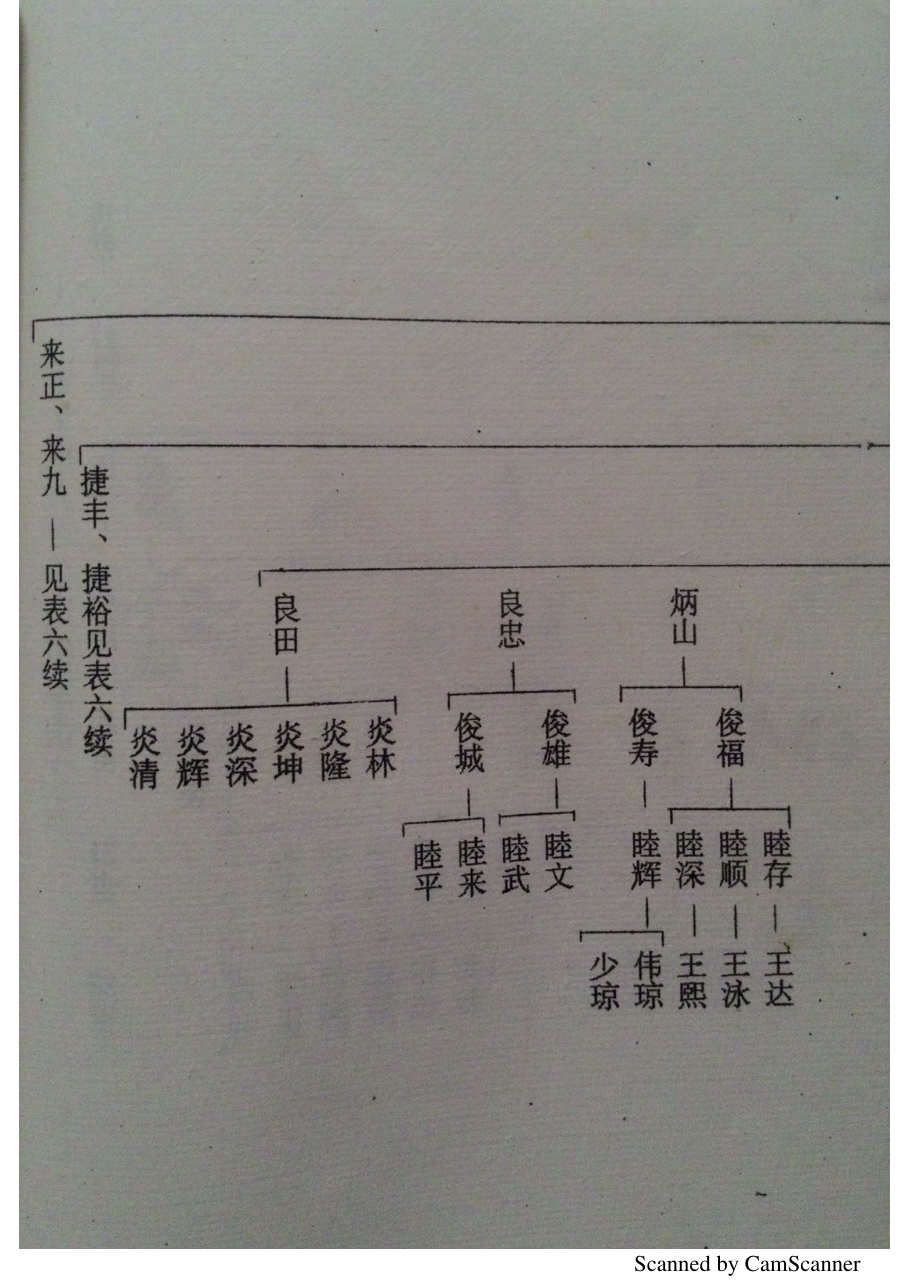 炳山
俊福
睦存
王达
睦顺
王泳
睦深
王熙
俊寿
睦辉
伟琼
少琼
良忠
俊雄
睦文
睦武
俊城
睦来
睦平
良田
炎林
炎隆
炎坤
炎深
炎辉
炎清
捷丰、捷裕见表六续
来正、来九 — 见表六续
Scanned by CamScanner